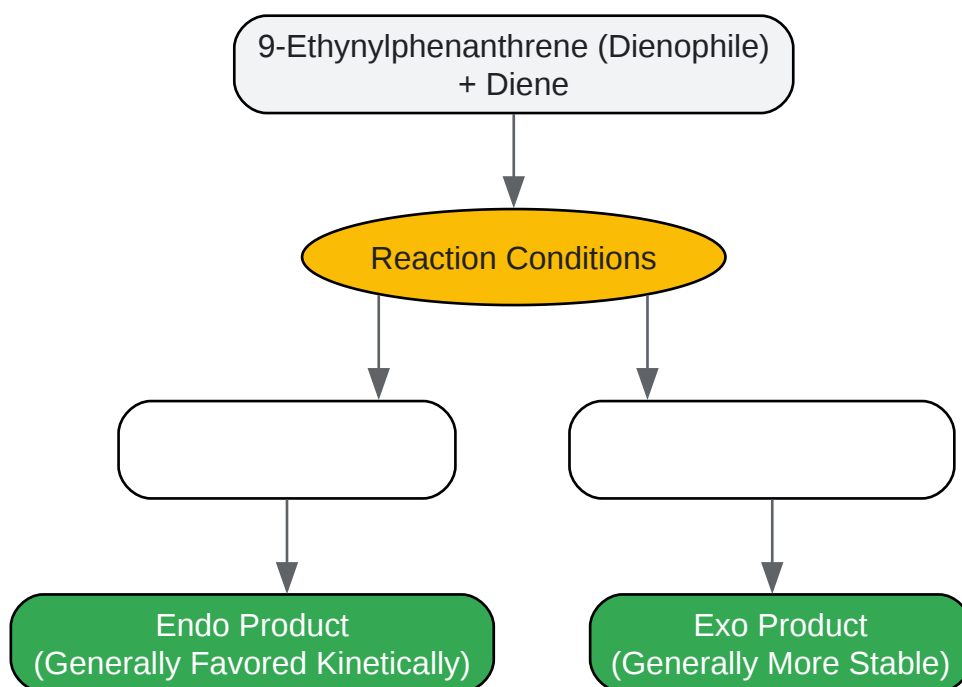 9-Ethynylphenanthrene (Dienophile)
+ Diene
Reaction Conditions
Endo Product
(Generally Favored Kinetically)
Exo Product
(Generally More Stable)